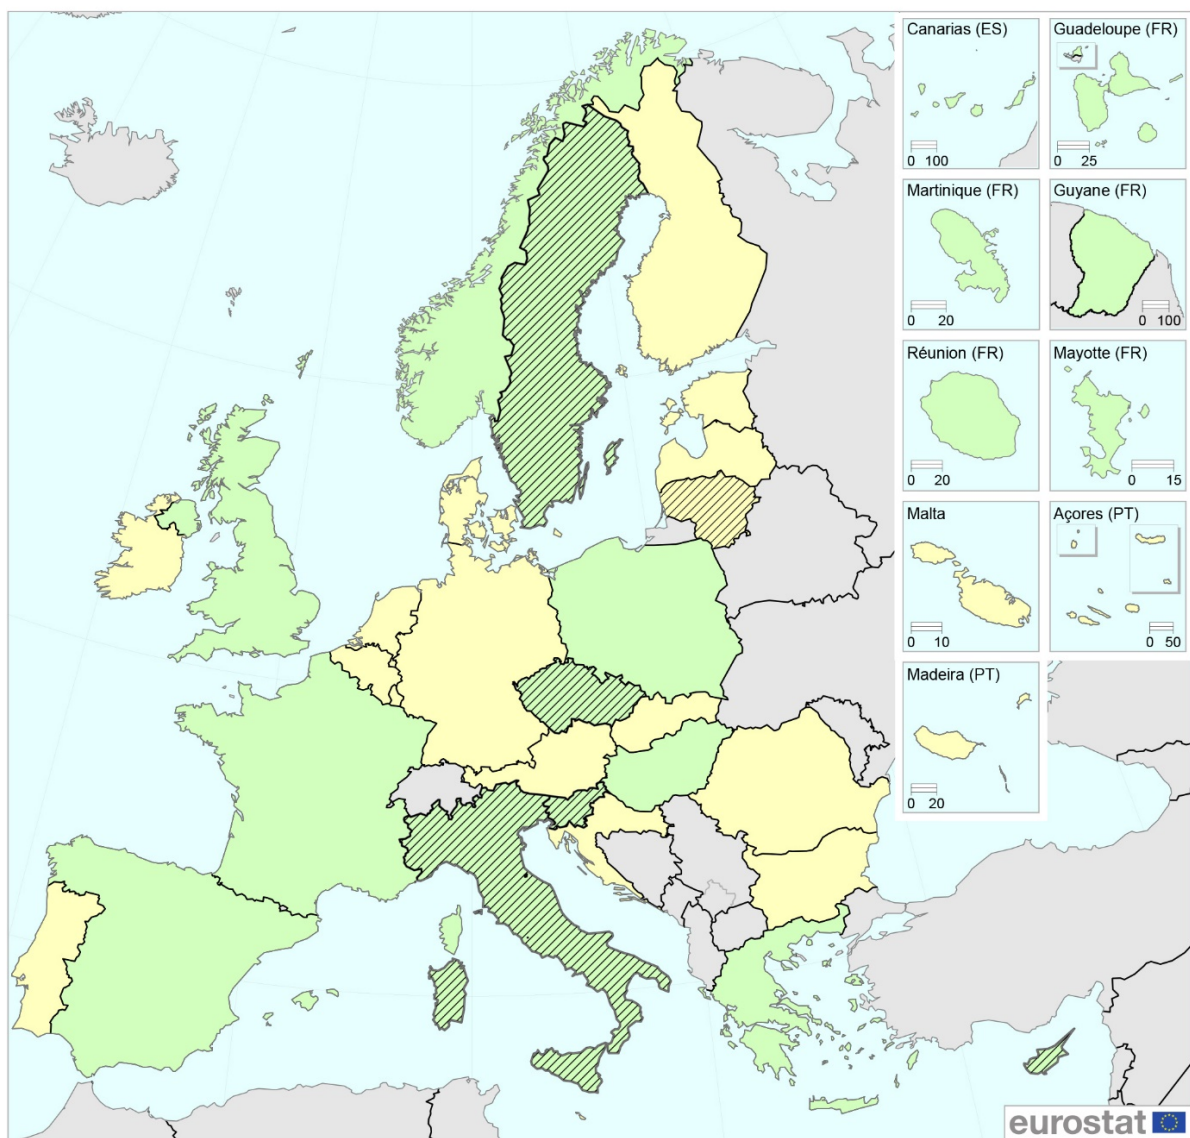 Canarias (ES)
0 100
Guadeloupe (FR)
0 25
Martinique (FR)
0 20
Guyane (FR)
0 100
Réunion (FR)
0 20
Mayotte (FR)
0 15
Malta
0 10
Açores (PT)
0 50
Madeira (PT)
0 20
eurostat